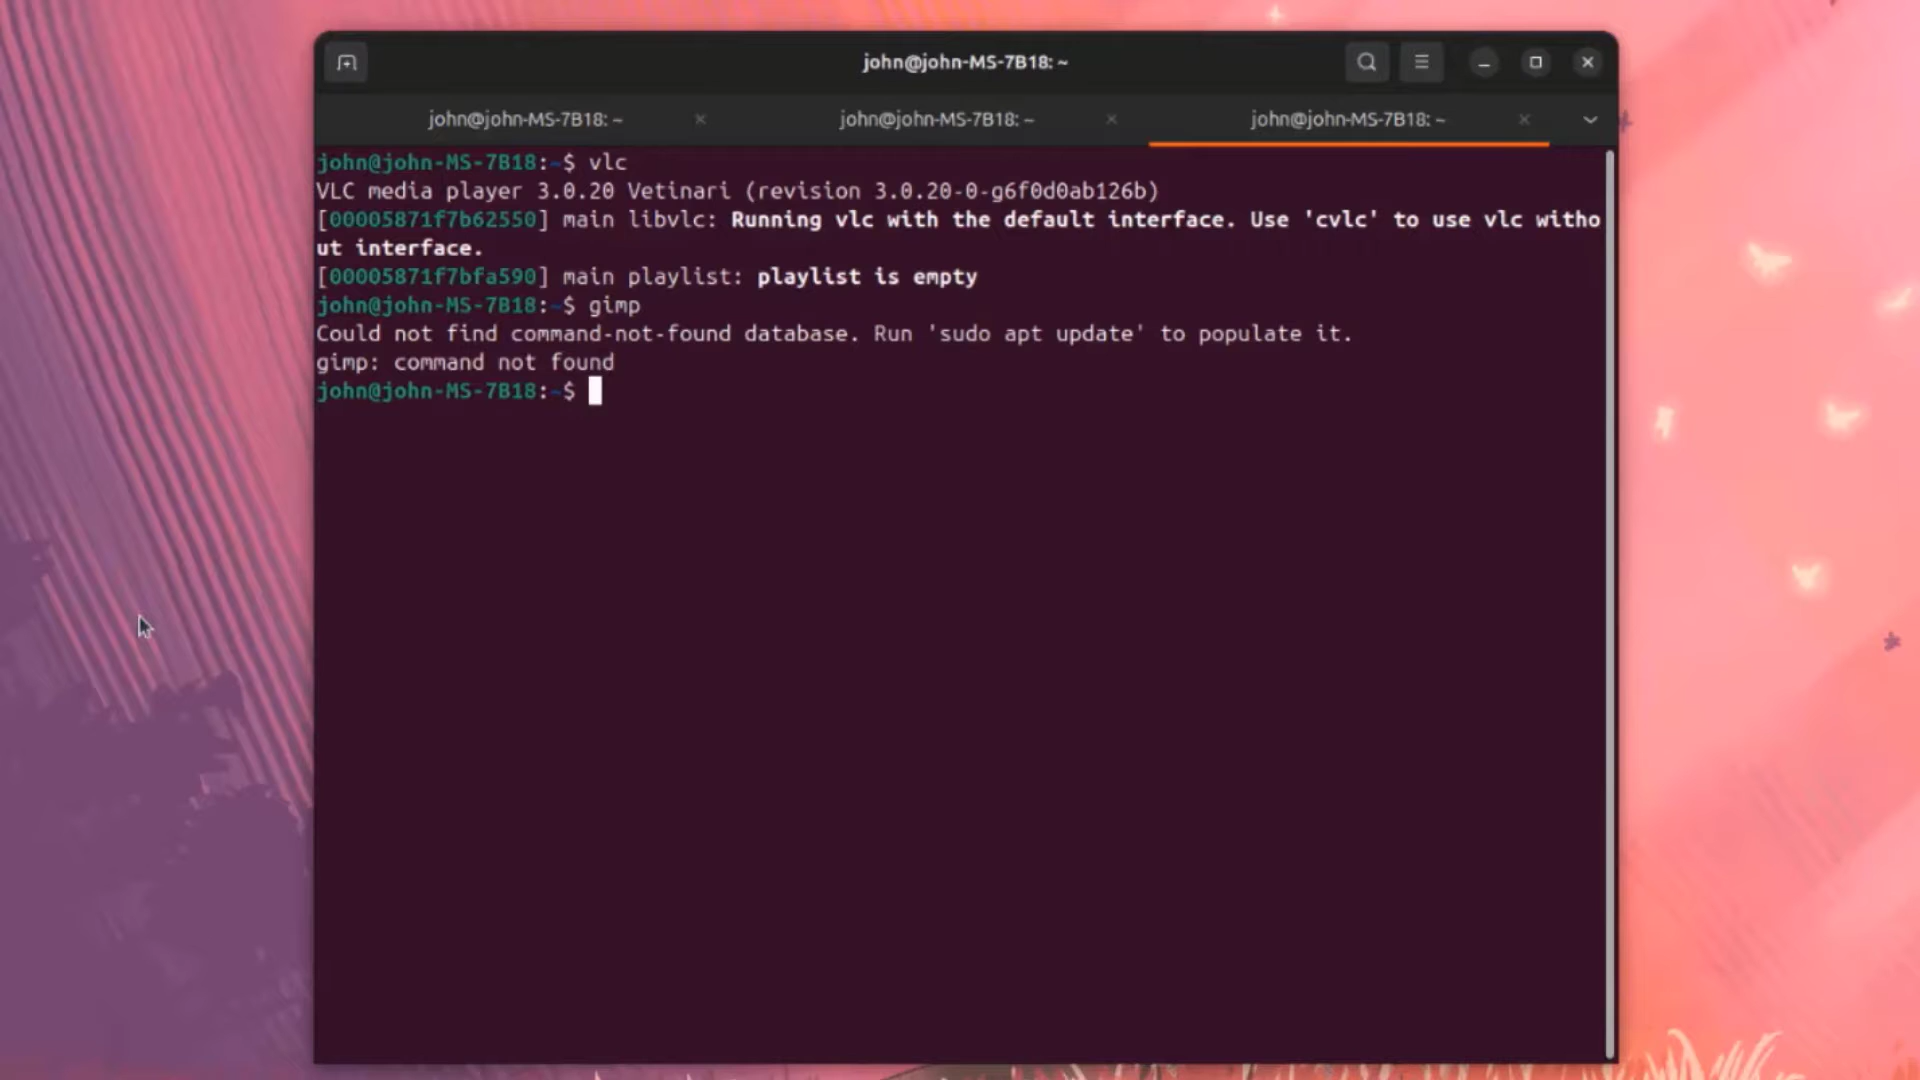 john@john-MS-7B18: ~
john@john-MS-7B18: ~ john@john-MS-7B18: ~ john@john-MS-7B18: ~
john@john-MS-7B18:~$ vlc
VLC media player 3.0.20 Vetinari (revision 3.0.20-0-g6f0d0ab126b)
[00005871f7b62550] main libvlc: Running vlc with the default interface. Use 'cvlc' to use vlc witho
ut interface.
[00005871f7bfa590] main playlist: playlist is empty
john@john-MS-7B18:~$ gimp
Could not find command-not-found database. Run 'sudo apt update' to populate it.
gimp: command not found
john@john-MS-7B18:~$